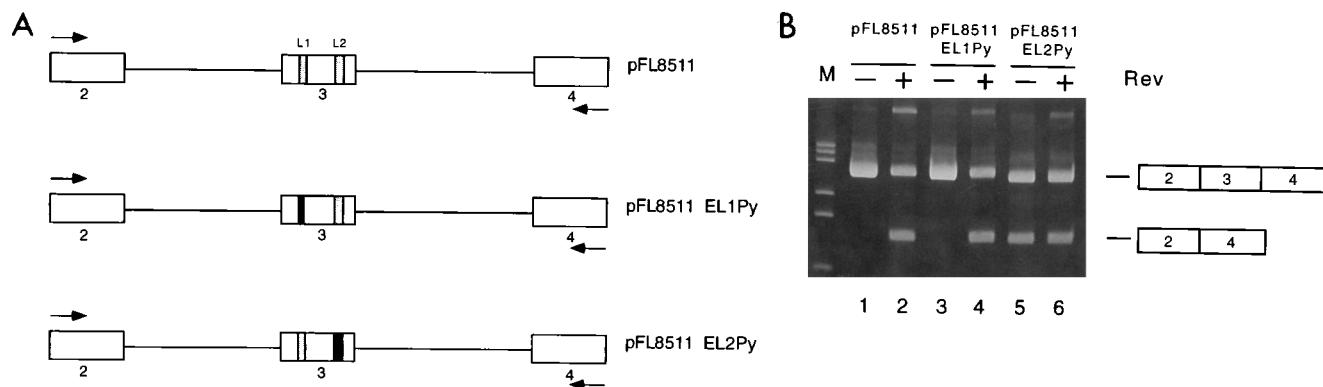 A
L1 L2
pFL8511
2 3 4
pFL8511 EL1Py
2 3 4
pFL8511 EL2Py
2 3 4
B
pFL8511 pFL8511 EL1Py pFL8511 EL2Py
M – + – + – + Rev
2 3 4
2 4
1 2 3 4 5 6